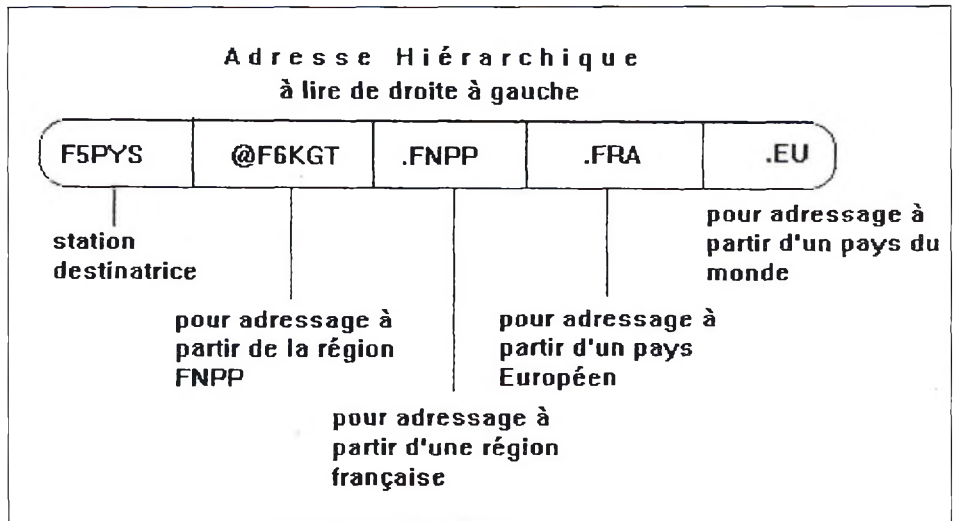 Adresse Hiérarchique
à lire de droite à gauche
F5PYS @F6KGT .FNPP .FRA .EU
station
destinatrice
pour adressage à
partir de la région
FNPP
pour adressage à
partir d'une région
française
pour adressage à
partir d'un pays
Européen
pour adressage à
partir d'un pays du
monde